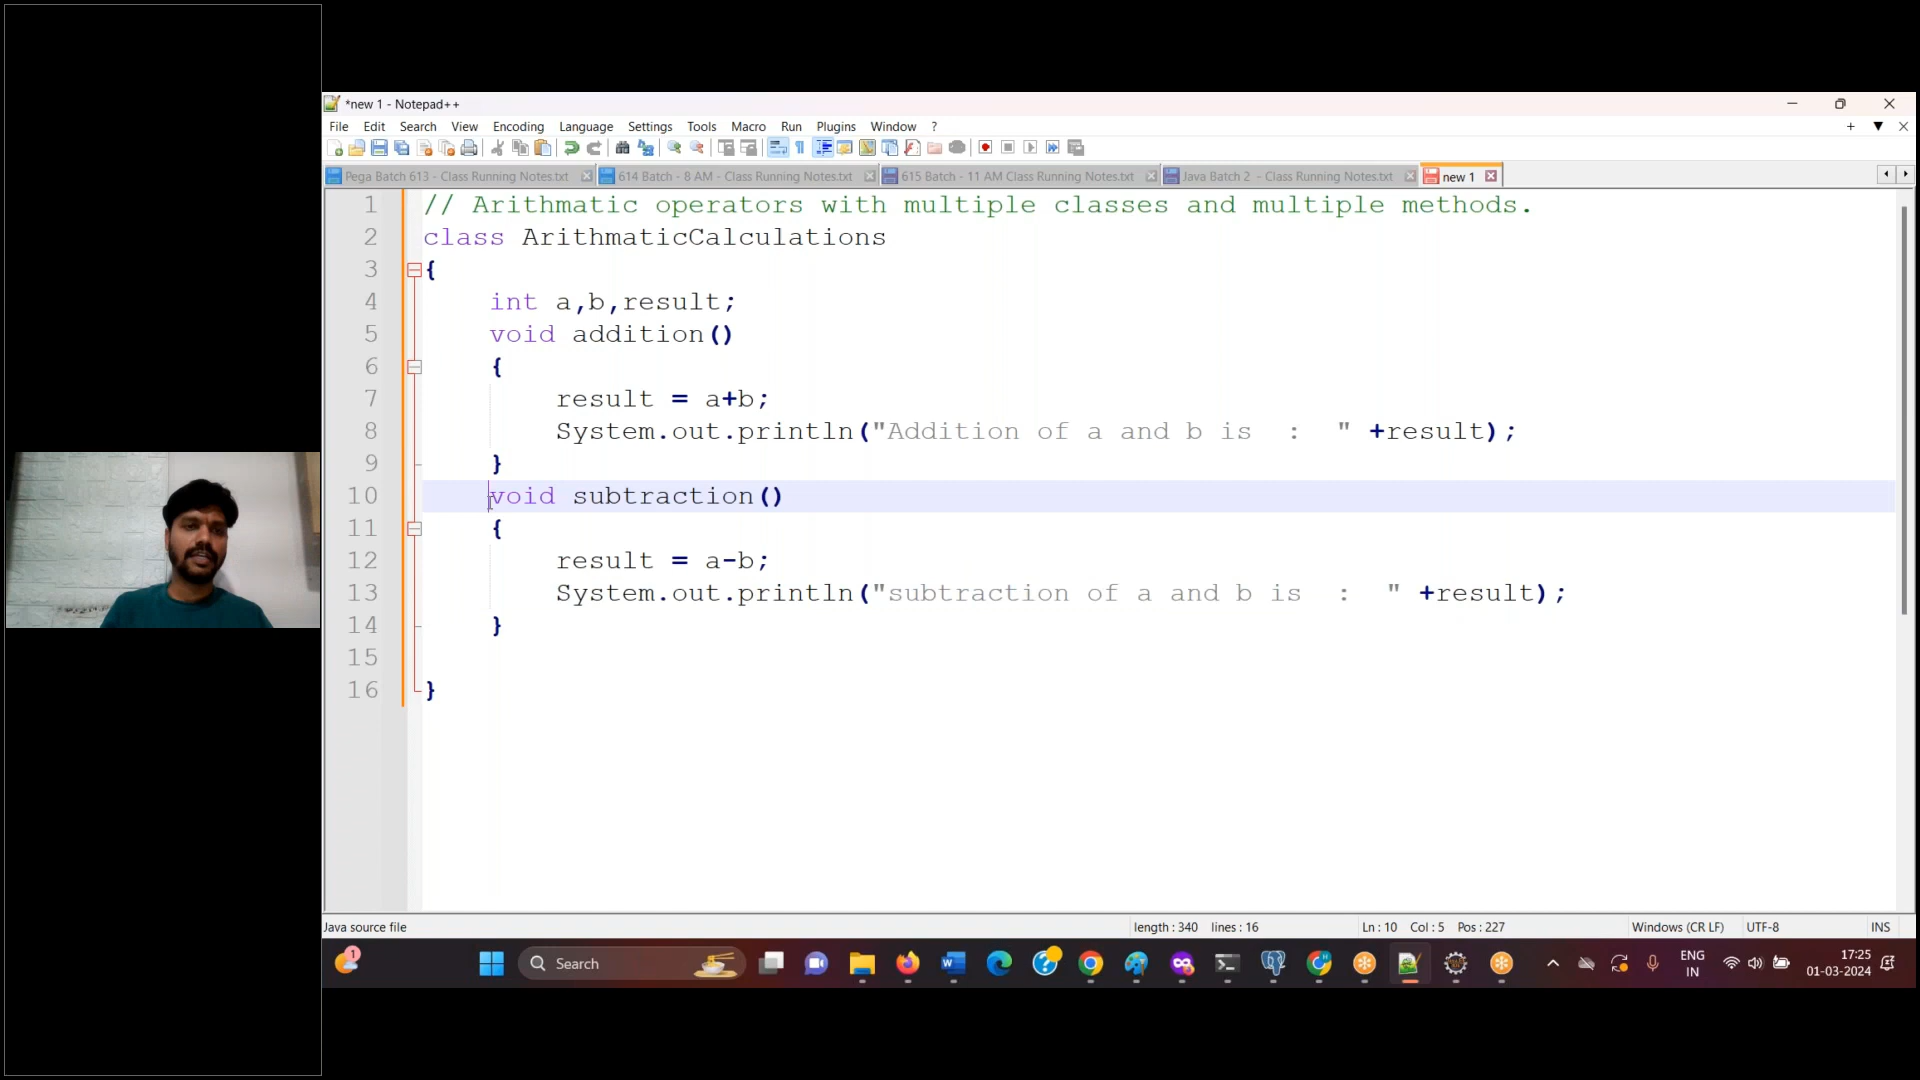 *new 1 - Notepad++
File Edit Search View Encoding Language Settings Tools Macro Run Plugins Window ?
Pega Batch 613 - Class Running Notes.txt 614 Batch - 8 AM - Class Running Notes.txt 615 Batch - 11 AM Class Running Notes.txt Java Batch 2 - Class Running Notes.txt new 1
1 // Arithmatic operators with multiple classes and multiple methods.
2 class ArithmaticCalculations
3 {
4 int a,b,result;
5 void addition()
6 {
7 result = a+b;
8 System.out.println("Addition of a and b is  :  " +result);
9 }
10 void subtraction()
11 {
12 result = a-b;
13 System.out.println("subtraction of a and b is  :  " +result);
14 }
15
16 }
Java source file length : 340 lines : 16 Ln : 10 Col : 5 Pos : 227 Windows (CR LF) UTF-8 INS
1 Search ENG 17:25
IN 01-03-2024